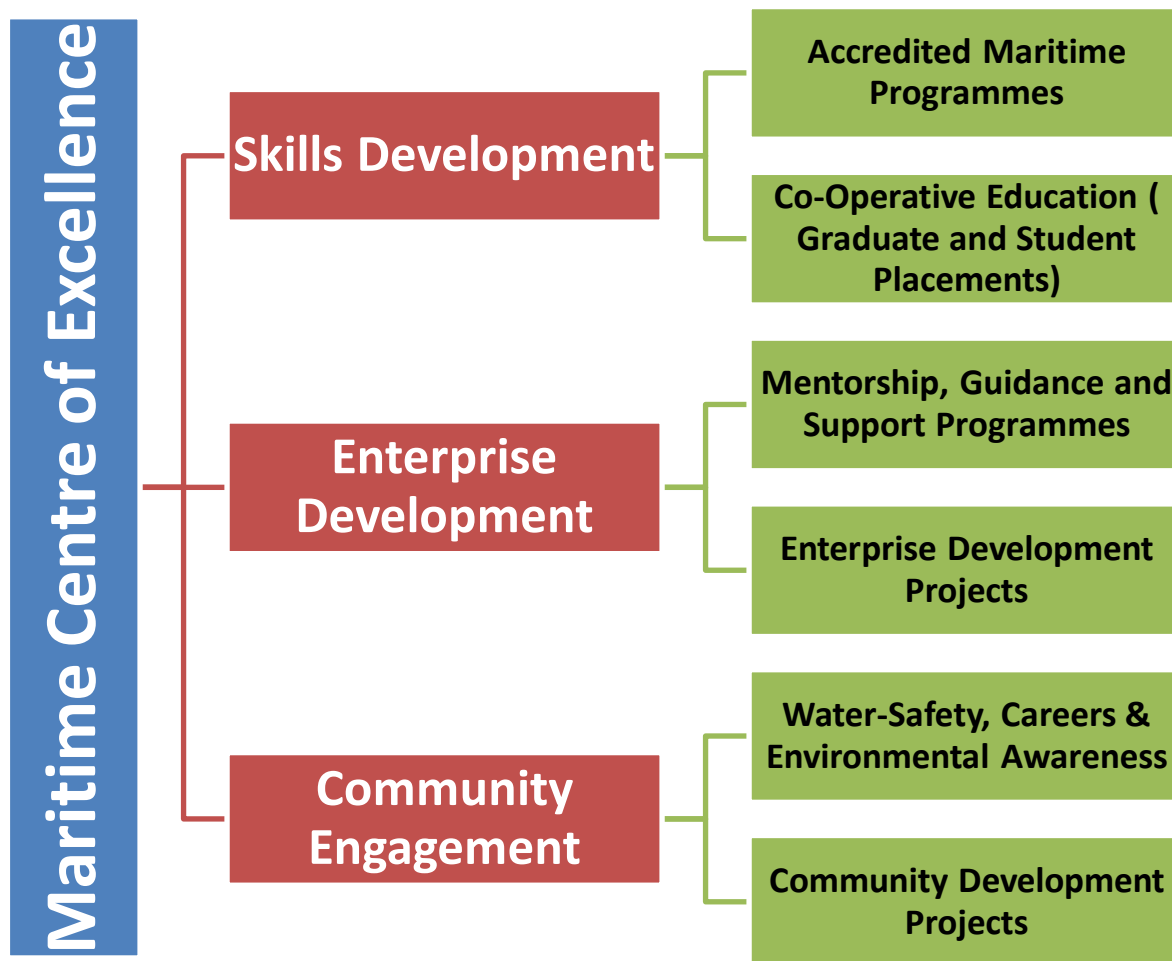 Maritime Centre of Excellence
Skills Development
Accredited Maritime
Programmes
Co-Operative Education (
Graduate and Student
Placements)
Enterprise
Development
Mentorship, Guidance and
Support Programmes
Enterprise Development
Projects
Community
Engagement
Water-Safety, Careers &
Environmental Awareness
Community Development
Projects